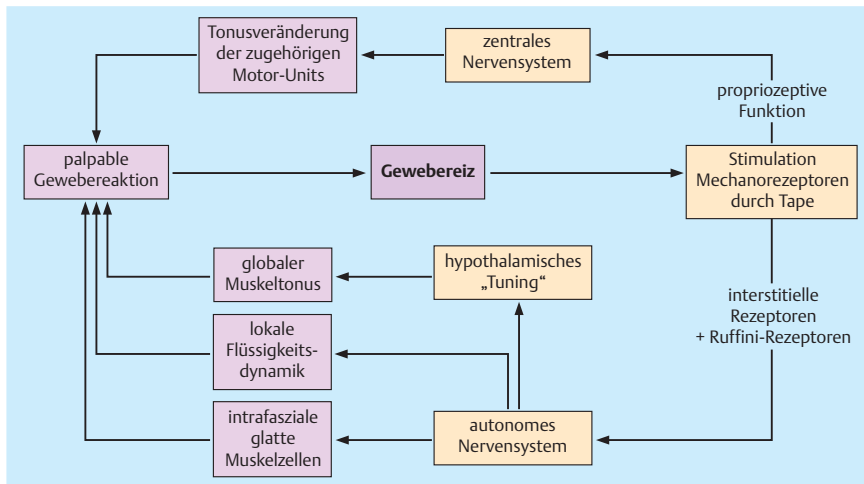 Tonusveränderung
der zugehörigen
Motor-Units
zentrales
Nervensystem
propriozeptive
Funktion
palpable
Gewebereaktion
Gewebereiz
Stimulation
Mechanorezeptoren
durch Tape
globaler
Muskeltonus
hypothalamisches
„Tuning“
interstitielle
Rezeptoren
+ Ruffini-Rezeptoren
lokale
Flüssigkeits-
dynamik
intrafasziale
glatte
Muskelzellen
autonomes
Nervensystem